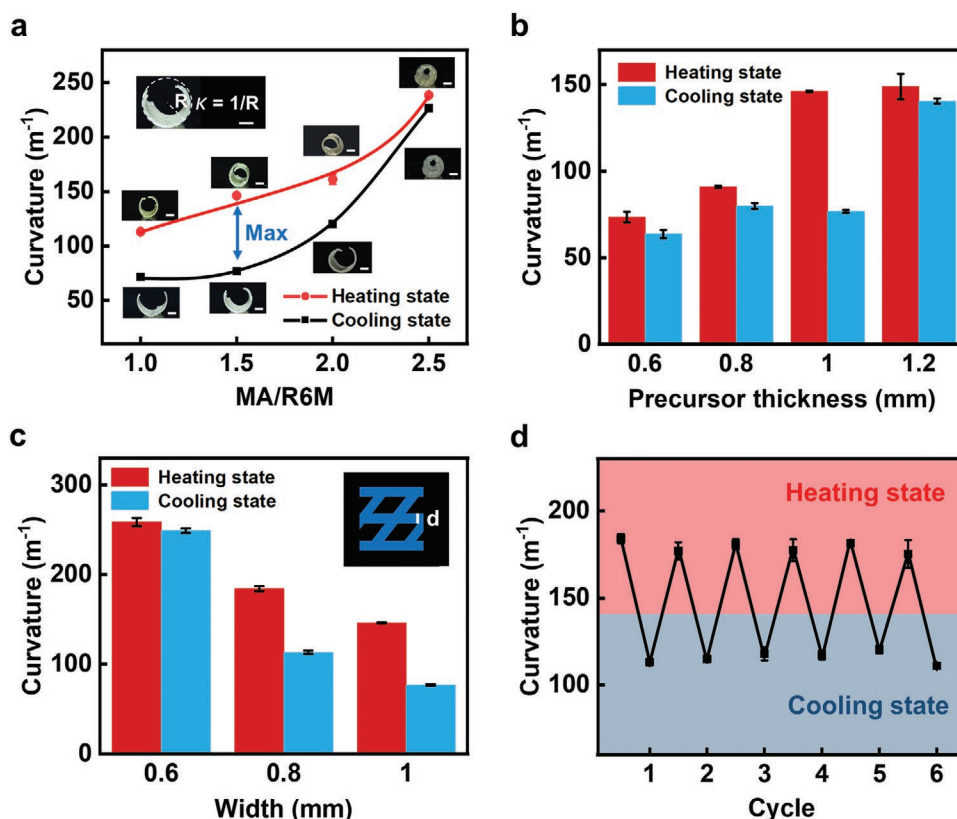 a
Curvature (m⁻¹)
250
200
150
100
50
R
K = 1/R
Max
Heating state
Cooling state
1.0 1.5 2.0 2.5
MA/R6M
b
Curvature (m⁻¹)
150
100
50
0
Heating state
Cooling state
0.6 0.8 1 1.2
Precursor thickness (mm)
c
Curvature (m⁻¹)
300
200
100
0
Heating state
Cooling state
d
0.6 0.8 1
Width (mm)
d
Curvature (m⁻¹)
200
150
100
Heating state
Cooling state
1 2 3 4 5 6
Cycle